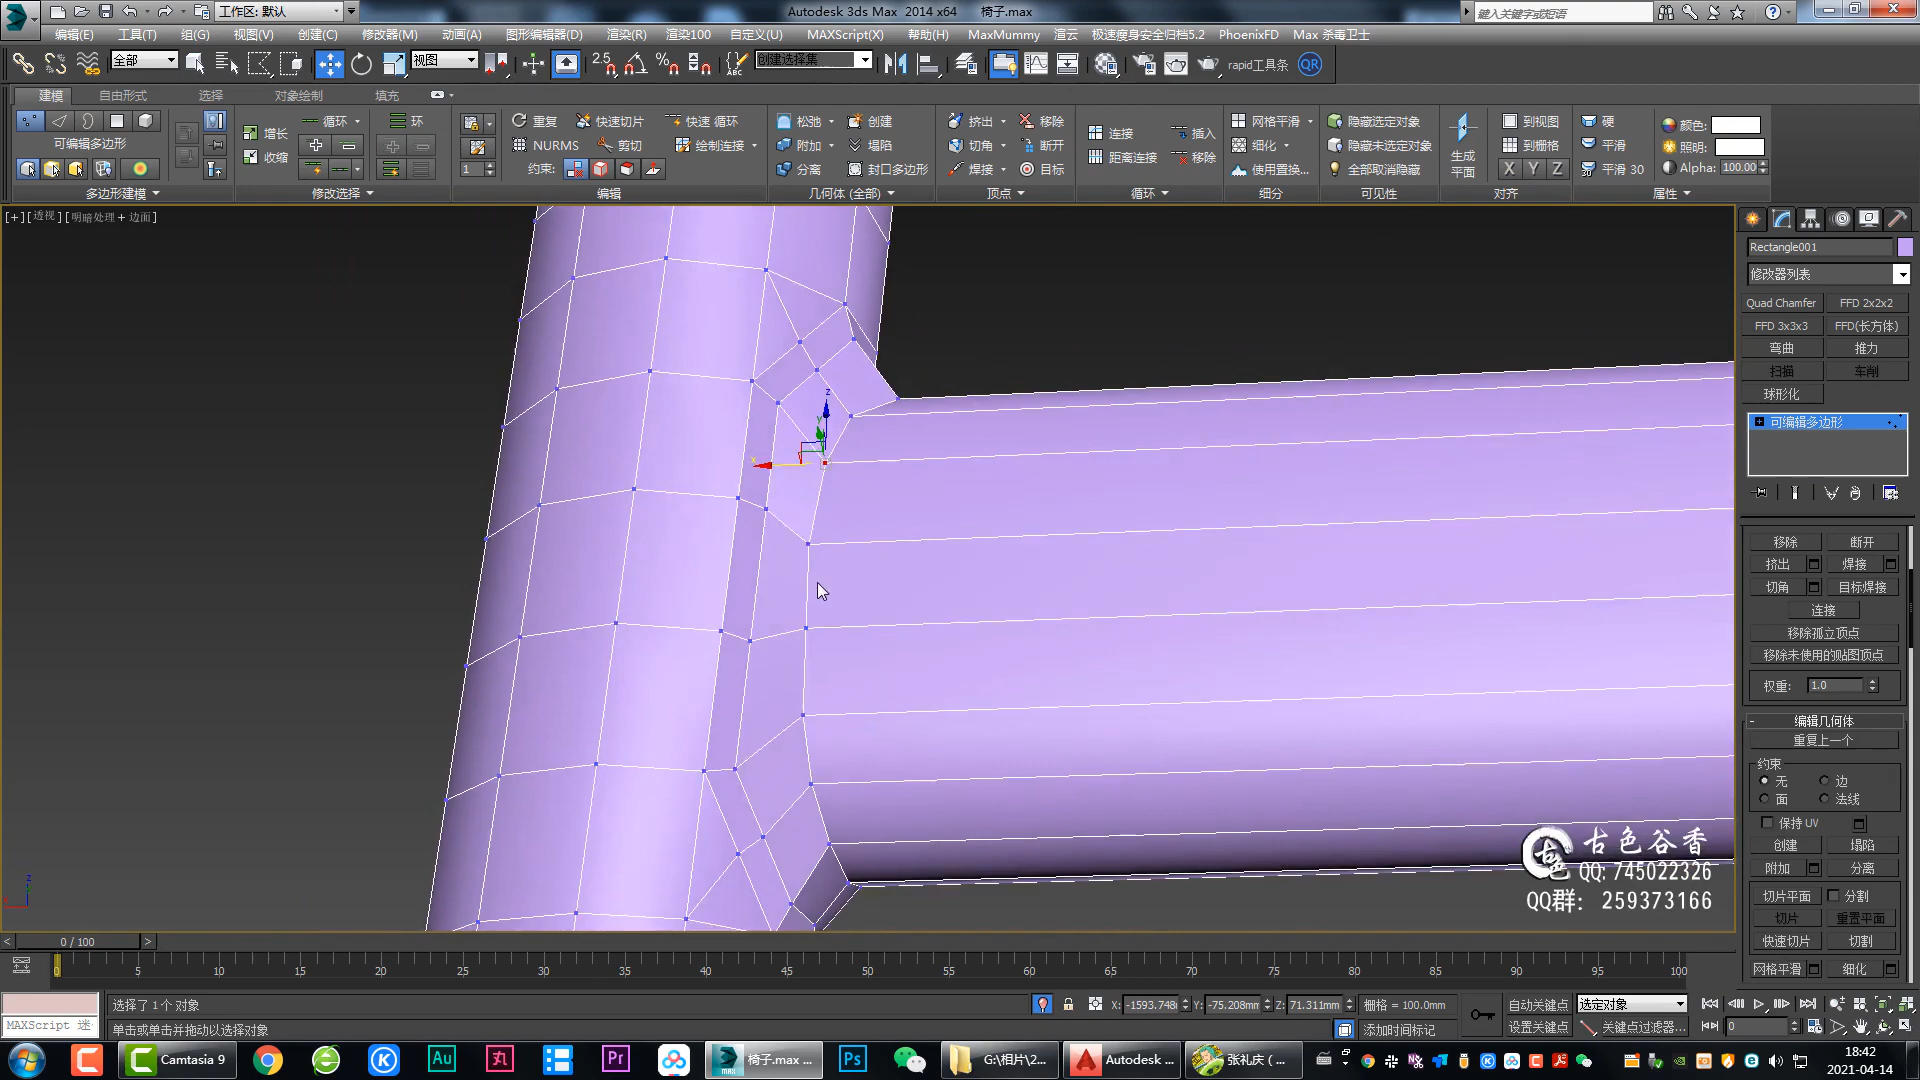 工作区: 默认
Autodesk 3ds Max 2014 x64 椅子.max
键入关键字或短语
编辑(E) 工具(T) 组(G) 视图(V) 创建(C) 修改器(M) 动画(A) 图形编辑器(D) 渲染(R) 渲染100 自定义(U) MAXScript(X) 帮助(H) MaxMummy 渲云 极速瘦身安全归档5.2 PhoenixFD Max 杀毒卫士
全部 视图 2.5 创建选择集 rapid工具条 QR
建模 自由形式 选择 对象绘制 填充
循环 环 重复 快速切片 快速 循环 松弛 创建 挤出 移除 网格平滑 隐藏选定对象 到视图 硬 颜色:
可编辑多边形 增长 NURMS 剪切 绘制连接 附加 塌陷 切角 断开 连接 插入 细化 隐藏未选定对象 到栅格 平滑 照明:
收缩 1 约束: 分离 封口多边形 焊接 目标 距离连接 移除 使用置换... 全部取消隐藏 生成平面 X Y Z 平滑 30 Alpha: 100.00
多边形建模 修改选择 编辑 几何体 (全部) 顶点 循环 细分 可见性 对齐 属性
[+][透视][明暗处理 + 边面]
Rectangle001
修改器列表
Quad Chamfer FFD 2x2x2
FFD 3x3x3 FFD(长方体)
弯曲 推力
扫描 车削
球形化
可编辑多边形
z
y
x
移除 断开
挤出 焊接
切角 目标焊接
连接
移除孤立顶点
移除未使用的贴图顶点
权重: 1.0
编辑几何体
重复上一个
约束
无 边
面 法线
保持 UV
创建 塌陷
附加 分离
切片平面 分割
切片 重置平面
快速切片 切割
网格平滑 细化
古色谷香
QQ: 745022326
QQ群: 259373166
z
0 / 100
0 5 10 15 20 25 30 35 40 45 50 55 60 65 70 75 80 85 90 95 100
选择了 1 个 对象 X: -1593.748 Y: -75.208mm Z: 71.311mm 栅格 = 100.0mm 自动关键点 选定对象
MAXScript 迷 单击或单击并拖动以选择对象 添加时间标记 设置关键点 关键点过滤器... 0
Camtasia 9 Au 丸 Pr 椅子.max ... Ps G:\相片\2... Autodesk ... 张礼庆 ( ... 18:42
2021-04-14